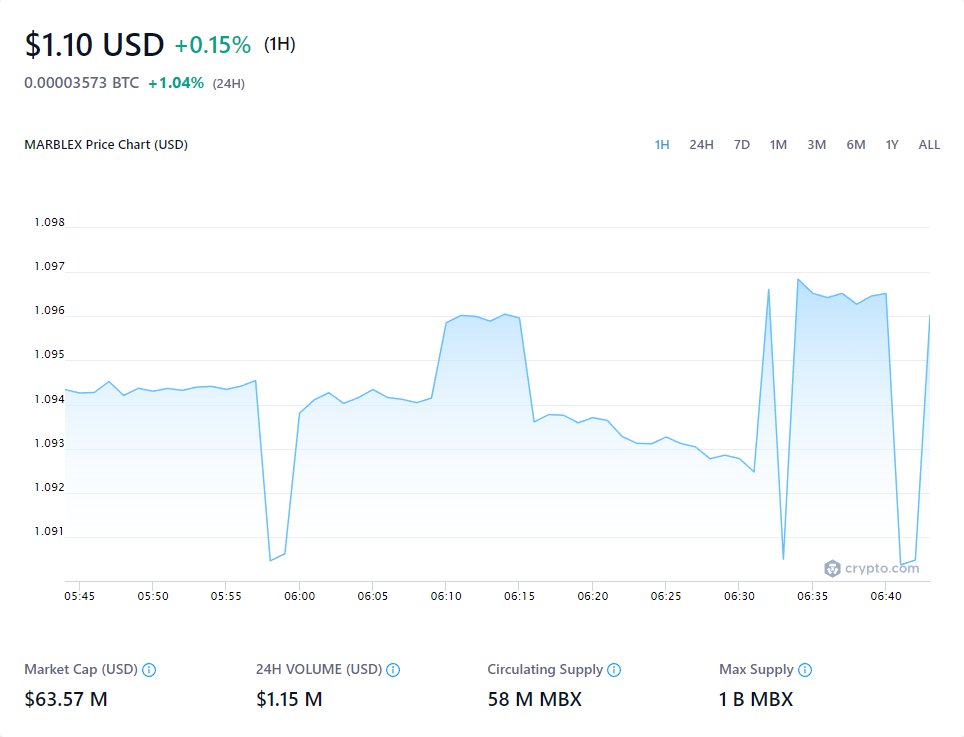 $1.10 USD +0.15% (1H)
0.00003573 BTC +1.04% (24H)
MARBLEX Price Chart (USD) 1H 24H 7D 1M 3M 6M 1Y ALL
1.098
1.097
1.096
1.095
1.094
1.093
1.092
1.091
crypto.com
05:45 05:50 05:55 06:00 06:05 06:10 06:15 06:20 06:25 06:30 06:35 06:40
Market Cap (USD) 24H VOLUME (USD) Circulating Supply Max Supply
$63.57 M $1.15 M 58 M MBX 1 B MBX